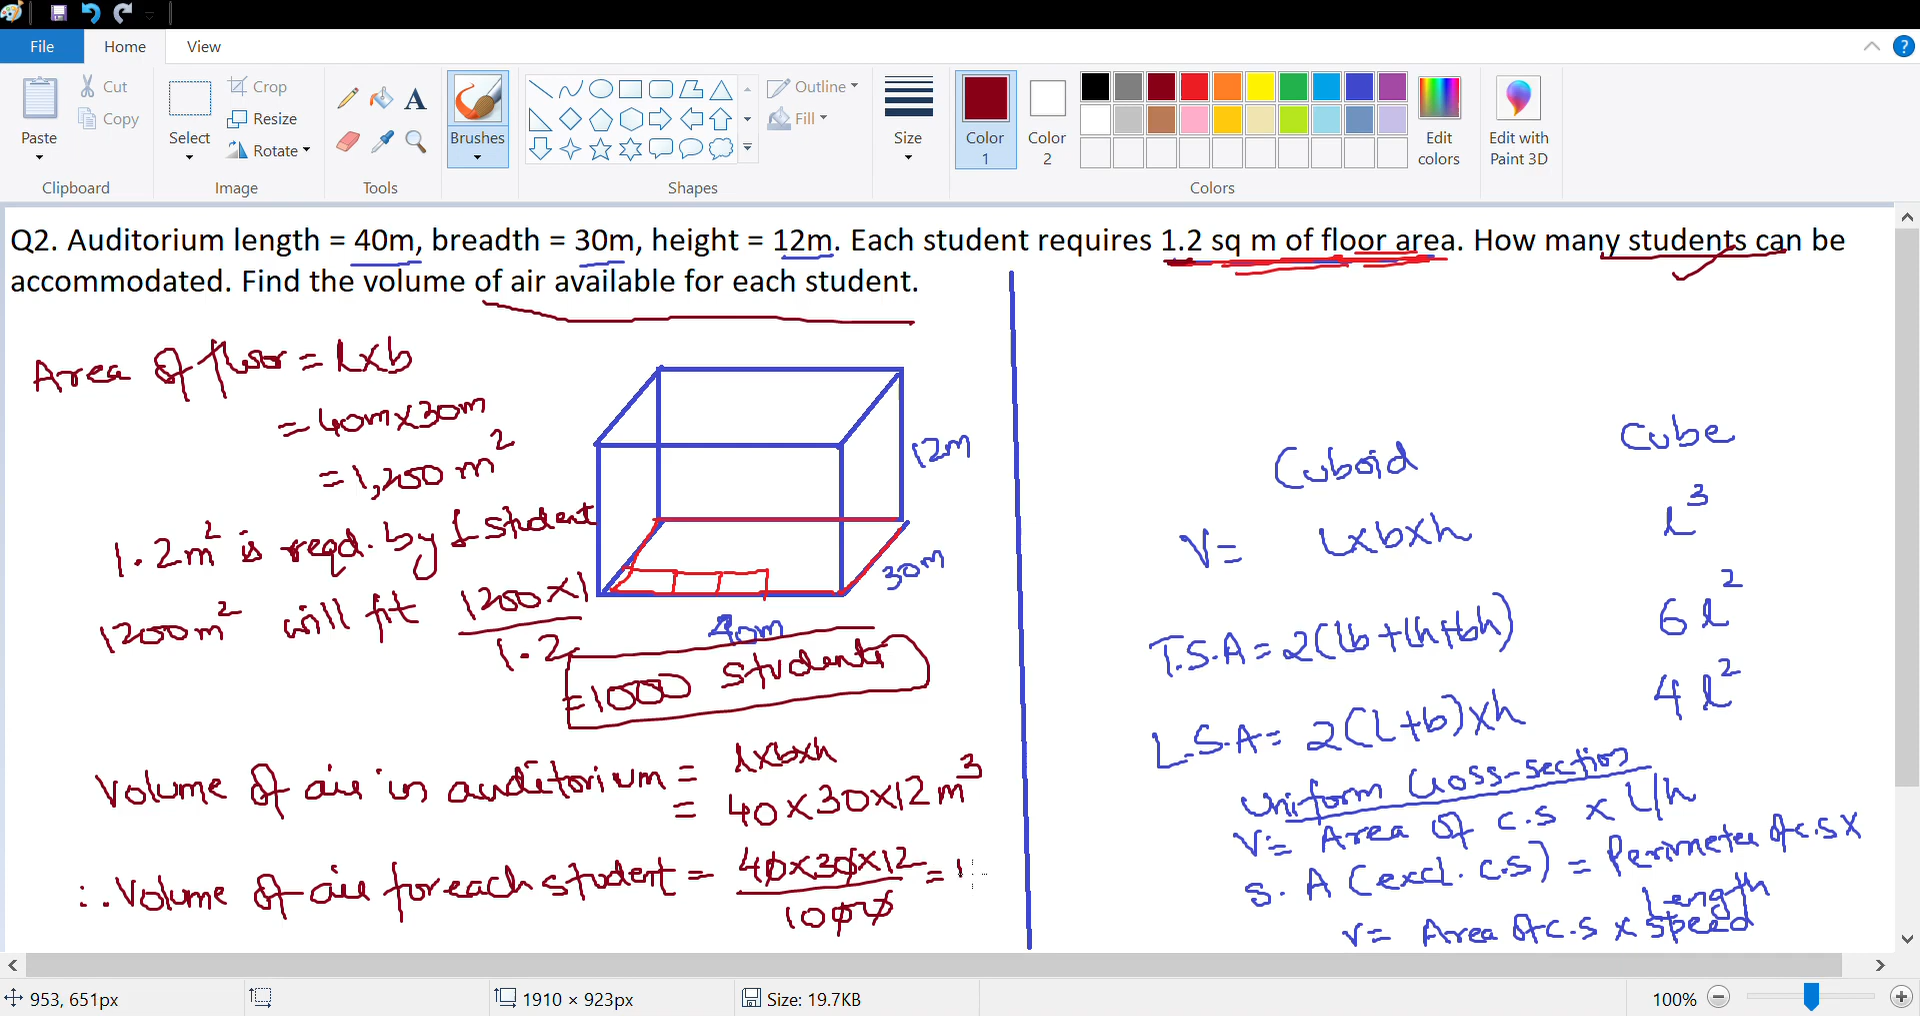 File Home View
Paste
Cut
Copy
Clipboard
Select
Crop
Resize
Rotate
Image
Tools
Brushes
Shapes
Outline
Fill
Size
Color 1
Color 2
Colors
Edit colors
Edit with Paint 3D
Q2. Auditorium length = 40m, breadth = 30m, height = 12m. Each student requires 1.2 sq m of floor area. How many students can be
accommodated. Find the volume of air available for each student.
Area of floor = l×b
= 40m×30m
= 1,200 m²
1.2m² is reqd. by 1 student
1200m² will fit 1200×1
1.2
=1000 students
Volume of air in auditorium = l×b×h
= 40×30×12 m³
∴ Volume of air for each student = 40×30×12 = 1
1000
12m
30m
40m
Cuboid Cube
V= l×b×h l³
T.S.A = 2(lb+lh+bh) 6l²
L.S.A = 2(l+b)×h 4l²
Uniform Cross-section
V= Area of c.s × l/h
S.A (excl. c.s) = Perimeter of c.s ×
Length
V= Area of c.s × speed
953, 651px
1910 × 923px
Size: 19.7KB
100%